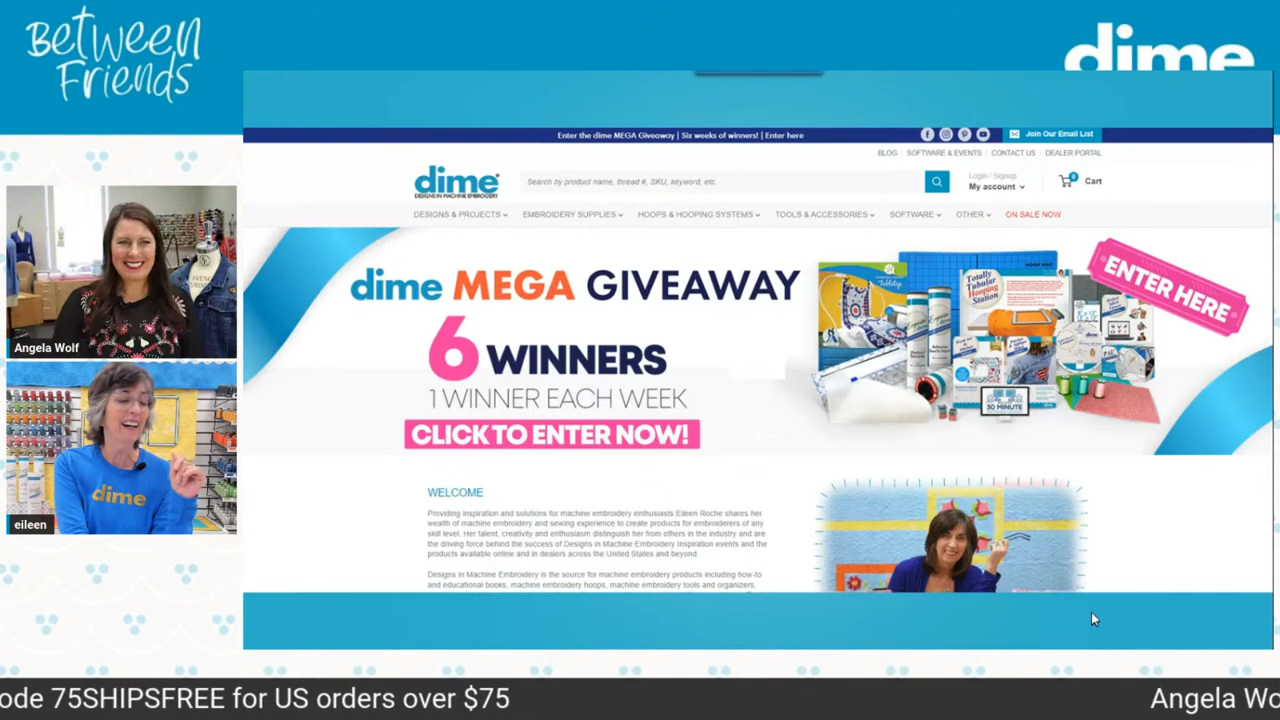 Between
Friends
dime
Enter the dime MEGA Giveaway | Six weeks of winners! | Enter here
Join Our Email List
BLOG | SOFTWARE & EVENTS | CONTACT US | DEALER PORTAL
dime
DESIGNS IN MACHINE EMBROIDERY
Search by product name, thread #, SKU, keyword, etc.
Login / Signup
My account
0
Cart
DESIGNS & PROJECTS
EMBROIDERY SUPPLIES
HOOPS & HOOPING SYSTEMS
TOOLS & ACCESSORIES
SOFTWARE
OTHER
ON SALE NOW
dime MEGA GIVEAWAY
6 WINNERS
1 WINNER EACH WEEK
CLICK TO ENTER NOW!
ENTER HERE
Tabletop
Totally
Tubular
Hooping
Station
30 MINUTE
Angela Wolf
dime
eileen
WELCOME
Providing inspiration and solutions for machine embroidery enthusiasts Eileen Roche shares her
wealth of machine embroidery and sewing experience to create products for embroiderers of any
skill level. Her talent, creativity and enthusiasm distinguish her from others in the industry and are
the driving force behind the success of Designs in Machine Embroidery Inspiration events and the
products available online and in dealers across the United States and beyond.
Designs in Machine Embroidery is the source for machine embroidery products including how-to
and educational books, machine embroidery hoops, machine embroidery tools and organizers,
ode 75SHIPSFREE for US orders over $75
Angela Wo